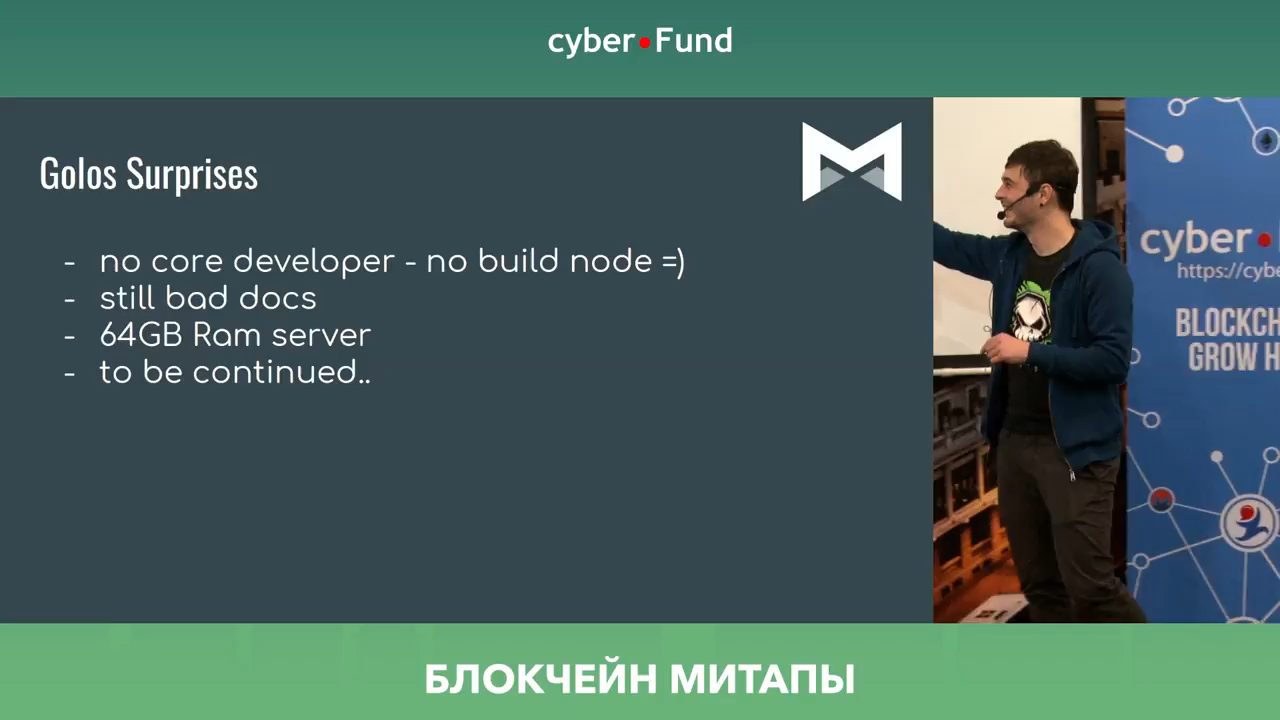 cyber•Fund
Golos Surprises
- no core developer - no build node =)
- still bad docs
- 64GB Ram server
- to be continued..
cyber•
https://cybe
BLOCKCH
GROW H
БЛОКЧЕЙН МИТАПЫ